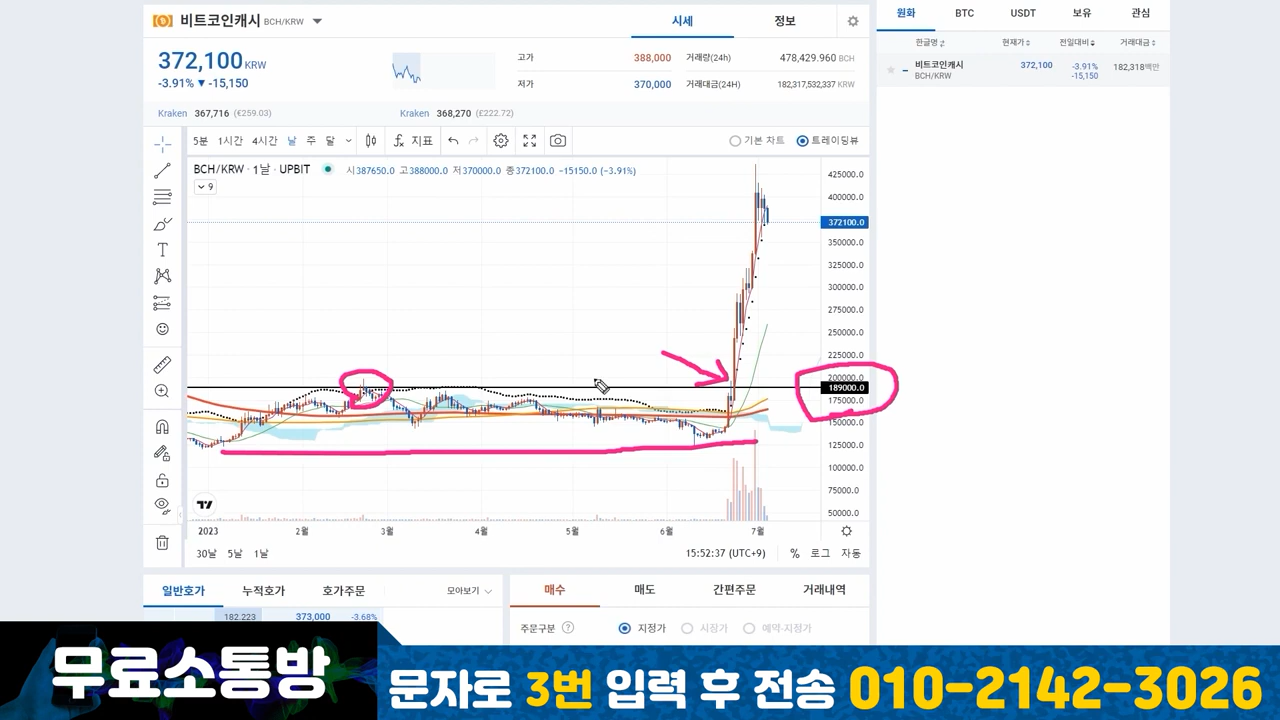 비트코인캐시 BCH/KRW
시세
정보
372,100 KRW
-3.91% ▼ -15,150
고가 388,000
저가 370,000
거래량(24h) 478,429.960 BCH
거래대금(24H) 182,317,532,337 KRW
Kraken 367,716 (€259.03)
Kraken 368,270 (£222.72)
원화 BTC USDT 보유 관심
한글명 현재가 전일대비 거래대금
비트코인캐시 372,100 -3.91% 182,318백만
BCH/KRW -15,150
5분 1시간 4시간 날 주 달 지표
기본 차트 트레이딩뷰
BCH/KRW · 1날 · UPBIT
시387650.0 고388000.0 저370000.0 종372100.0 -15150.0 (-3.91%)
9
425000.0
400000.0
372100.0
350000.0
325000.0
300000.0
275000.0
250000.0
225000.0
200000.0
189000.0
175000.0
150000.0
125000.0
100000.0
75000.0
50000.0
2023 2월 3월 4월 5월 6월 7월
30날 5날 1날
15:52:37 (UTC+9) % 로그 자동
일반호가 누적호가 호가주문 모아보기
182.223 373,000 -3.68%
매수 매도 간편주문 거래내역
주문구분 ? 지정가 시장가 예약-지정가
무료소통방
문자로 3번 입력 후 전송 010-2142-3026